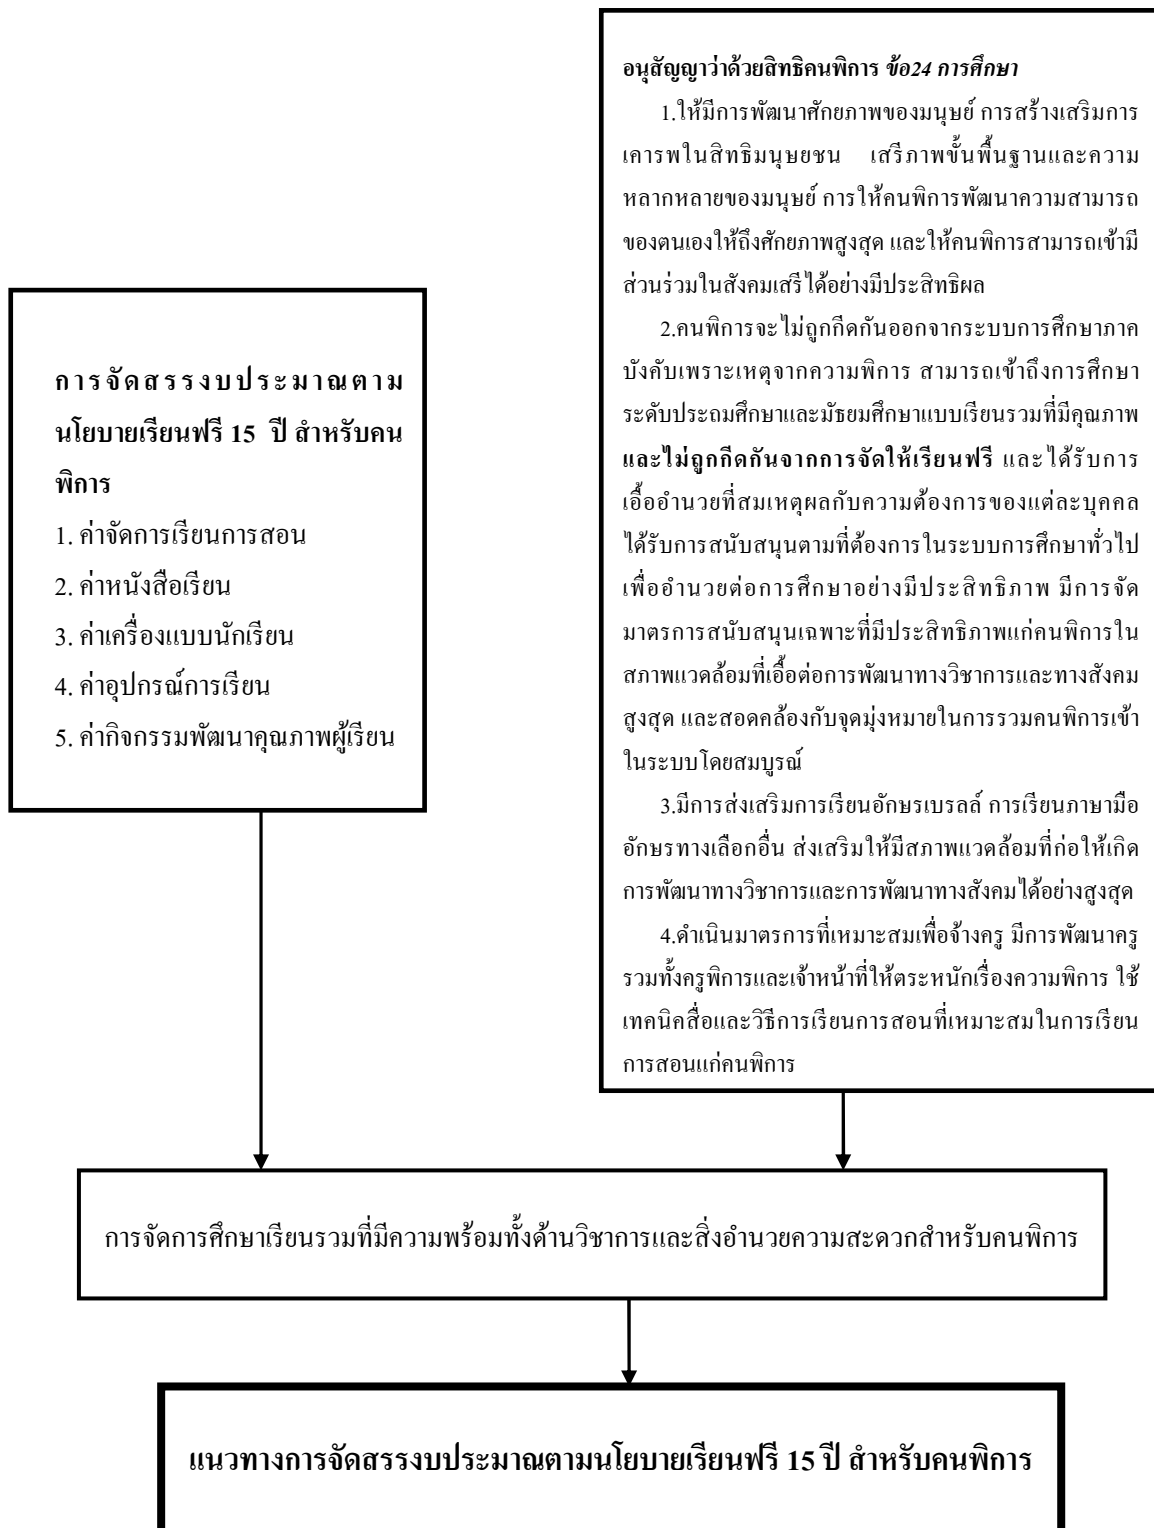 อนุสัญญาว่าด้วยสิทธิคนพิการ ข้อ24 การศึกษา
1.ให้มีการพัฒนาศักยภาพของมนุษย์ การสร้างเสริมการ
เคารพในสิทธิมนุษยชน เสรีภาพขั้นพื้นฐานและความ
หลากหลายของมนุษย์ การให้คนพิการพัฒนาความสามารถ
ของตนเองให้ถึงศักยภาพสูงสุด และให้คนพิการสามารถเข้ามี
ส่วนร่วมในสังคมเสรีได้อย่างมีประสิทธิผล
2.คนพิการจะไม่ถูกกีดกันออกจากระบบการศึกษาภาค
บังคับเพราะเหตุจากความพิการ สามารถเข้าถึงการศึกษา
ระดับประถมศึกษาและมัธยมศึกษาแบบเรียนรวมที่มีคุณภาพ
และไม่ถูกกีดกันจากการจัดให้เรียนฟรี และได้รับการ
เอื้ออำนวยที่สมเหตุผลกับความต้องการของแต่ละบุคคล
ได้รับการสนับสนุนตามที่ต้องการในระบบการศึกษาทั่วไป
เพื่ออำนวยต่อการศึกษาอย่างมีประสิทธิภาพ มีการจัด
มาตรการสนับสนุนเฉพาะที่มีประสิทธิภาพแก่คนพิการใน
สภาพแวดล้อมที่เอื้อต่อการพัฒนาทางวิชาการและทางสังคม
สูงสุด และสอดคล้องกับจุดมุ่งหมายในการรวมคนพิการเข้า
ในระบบโดยสมบูรณ์
3.มีการส่งเสริมการเรียนอักษรเบรลล์ การเรียนภาษามือ
อักษรทางเลือกอื่น ส่งเสริมให้มีสภาพแวดล้อมที่ก่อให้เกิด
การพัฒนาทางวิชาการและการพัฒนาทางสังคมได้อย่างสูงสุด
4.ดำเนินมาตรการที่เหมาะสมเพื่อจ้างครู มีการพัฒนาครู
รวมทั้งครูพิการและเจ้าหน้าที่ให้ตระหนักเรื่องความพิการ ใช้
เทคนิคสื่อและวิธีการเรียนการสอนที่เหมาะสมในการเรียน
การสอนแก่คนพิการ
การจัดสรรงบประมาณตาม
นโยบายเรียนฟรี 15 ปี สำหรับคน
พิการ
1. ค่าจัดการเรียนการสอน
2. ค่าหนังสือเรียน
3. ค่าเครื่องแบบนักเรียน
4. ค่าอุปกรณ์การเรียน
5. ค่ากิจกรรมพัฒนาคุณภาพผู้เรียน
การจัดการศึกษาเรียนรวมที่มีความพร้อมทั้งด้านวิชาการและสิ่งอำนวยความสะดวกสำหรับคนพิการ
แนวทางการจัดสรรงบประมาณตามนโยบายเรียนฟรี 15 ปี สำหรับคนพิการ